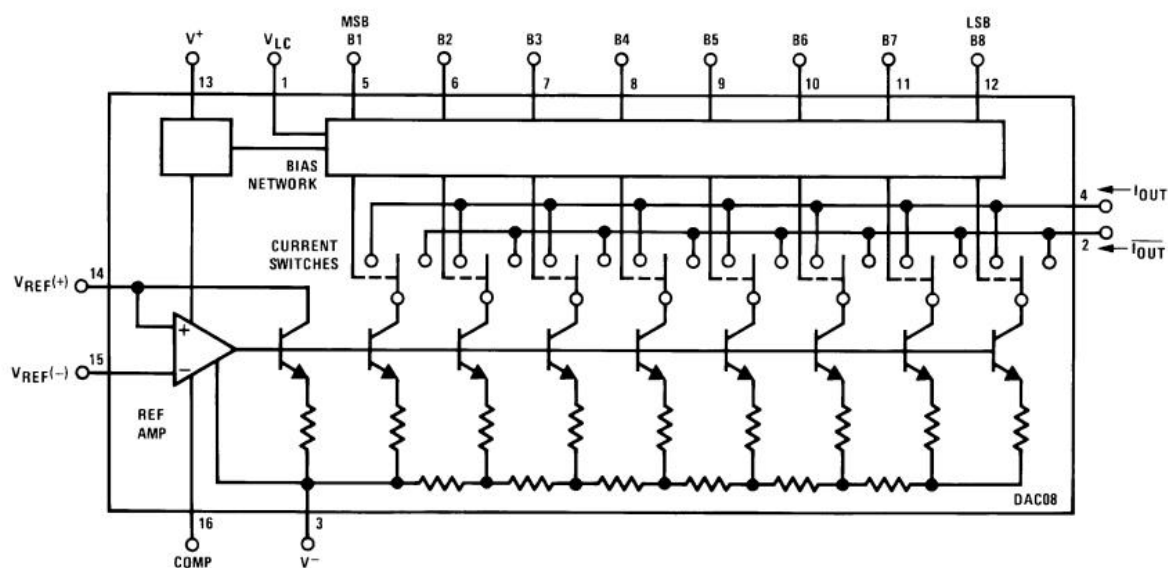 MSB
LSB
V+
VLC
B1
B2
B3
B4
B5
B6
B7
B8
13
1
5
6
7
8
9
10
11
12
BIAS
NETWORK
4
IOUT
CURRENT
SWITCHES
2
IOUT
14
VREF(+)
+
15
VREF(−)
−
REF
AMP
DAC08
16
3
COMP
V−